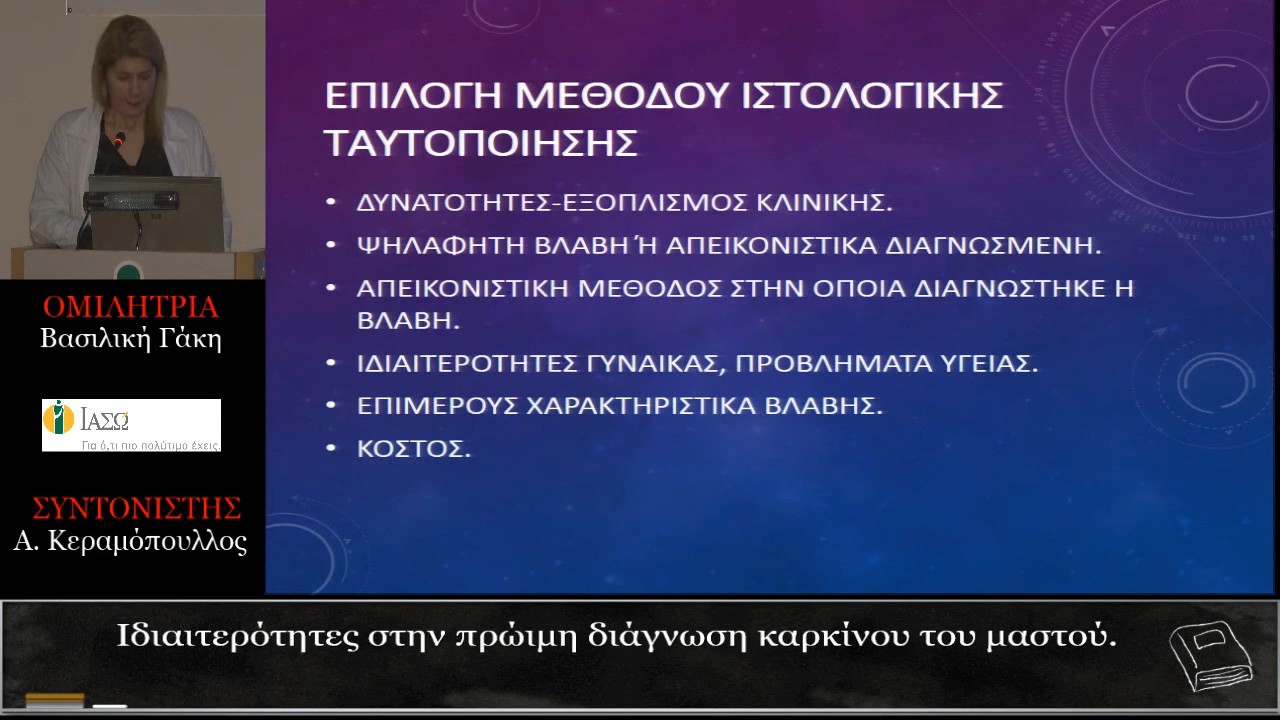 ΕΠΙΛΟΓΗ ΜΕΘΟΔΟΥ ΙΣΤΟΛΟΓΙΚΗΣ
ΤΑΥΤΟΠΟΙΗΣΗΣ
• ΔΥΝΑΤΟΤΗΤΕΣ-ΕΞΟΠΛΙΣΜΟΣ ΚΛΙΝΙΚΗΣ.
• ΨΗΛΑΦΗΤΗ ΒΛΑΒΗ Ή ΑΠΕΙΚΟΝΙΣΤΙΚΑ ΔΙΑΓΝΩΣΜΕΝΗ.
• ΑΠΕΙΚΟΝΙΣΤΙΚΗ ΜΕΘΟΔΟΣ ΣΤΗΝ ΟΠΟΙΑ ΔΙΑΓΝΩΣΤΗΚΕ Η
ΒΛΑΒΗ.
• ΙΔΙΑΙΤΕΡΟΤΗΤΕΣ ΓΥΝΑΙΚΑΣ, ΠΡΟΒΛΗΜΑΤΑ ΥΓΕΙΑΣ.
• ΕΠΙΜΕΡΟΥΣ ΧΑΡΑΚΤΗΡΙΣΤΙΚΑ ΒΛΑΒΗΣ.
• ΚΟΣΤΟΣ.
ΟΜΙΛΗΤΡΙΑ
Βασιλική Γάκη
ΙΑΣΩ
Για ό,τι πιο πολύτιμο έχεις.
ΣΥΝΤΟΝΙΣΤΗΣ
Α. Κεραμόπουλλος
Ιδιαιτερότητες στην πρώιμη διάγνωση καρκίνου του μαστού.